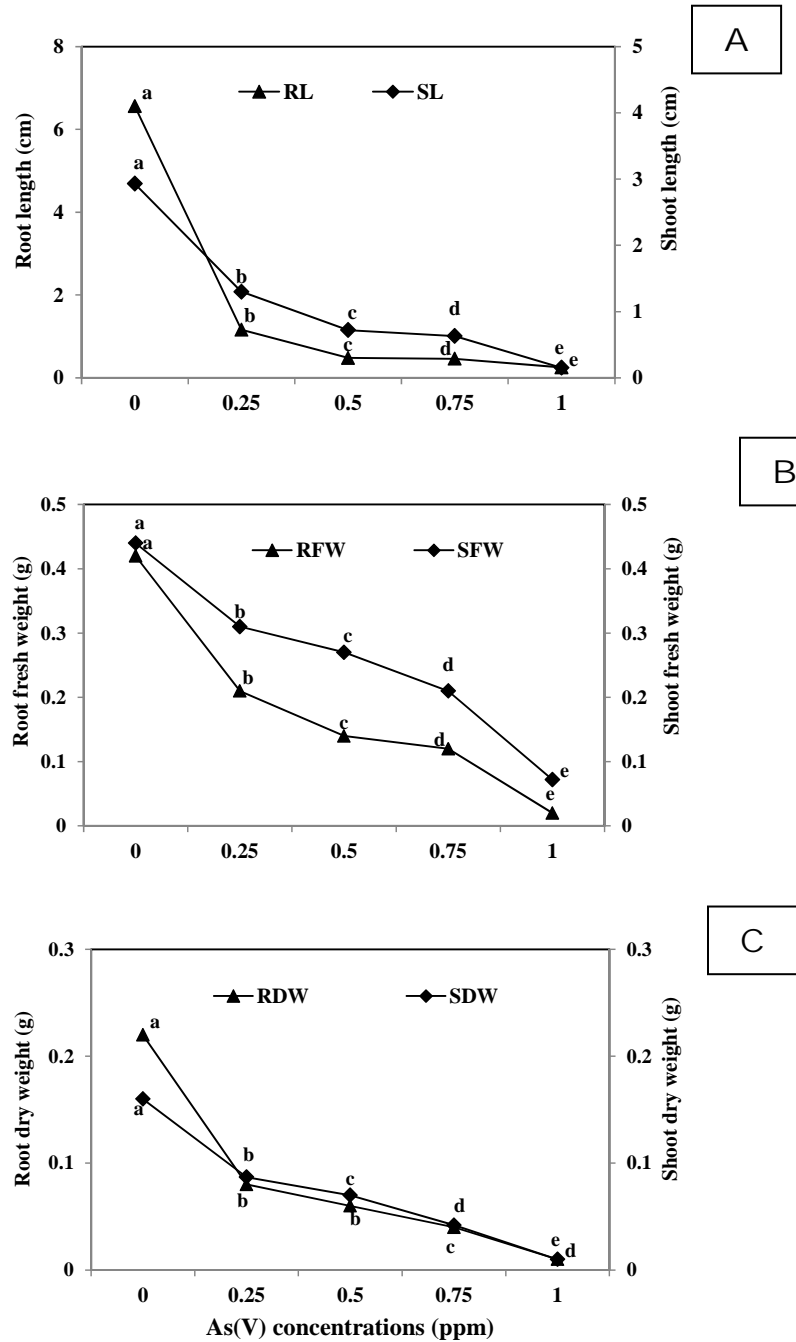 A
RL SL
Root length (cm)
8
6
4
2
0
Shoot length (cm)
5
4
3
2
1
0
a
a
b
b
c
c
d
d
e
e
0 0.25 0.5 0.75 1
B
RFW SFW
Root fresh weight (g)
0.5
0.4
0.3
0.2
0.1
0
Shoot fresh weight (g)
0.5
0.4
0.3
0.2
0.1
0
a
a
b
b
c
c
d
d
e
e
0 0.25 0.5 0.75 1
C
RDW SDW
Root dry weight (g)
0.3
0.2
0.1
0
Shoot dry weight (g)
0.3
0.2
0.1
0
a
a
b
b
c
b
d
c
e
d
0 0.25 0.5 0.75 1
As(V) concentrations (ppm)